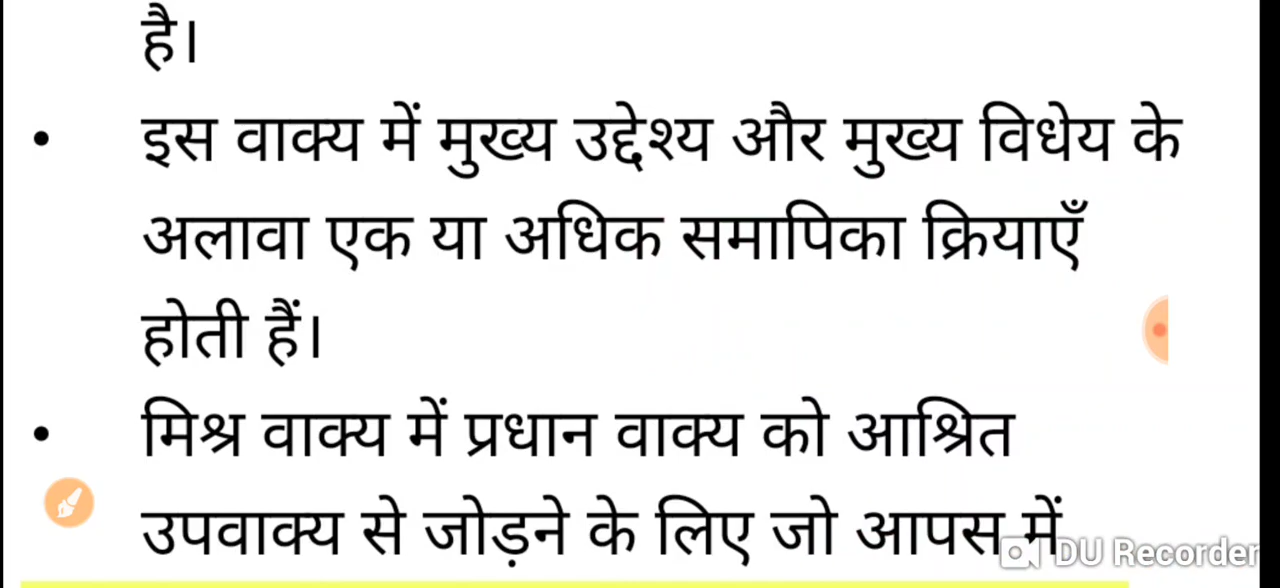 है।
• इस वाक्य में मुख्य उद्देश्य और मुख्य विधेय के
अलावा एक या अधिक समापिका क्रियाएँ
होती हैं।
• मिश्र वाक्य में प्रधान वाक्य को आश्रित
उपवाक्य से जोड़ने के लिए जो आपस में
DU Recorder